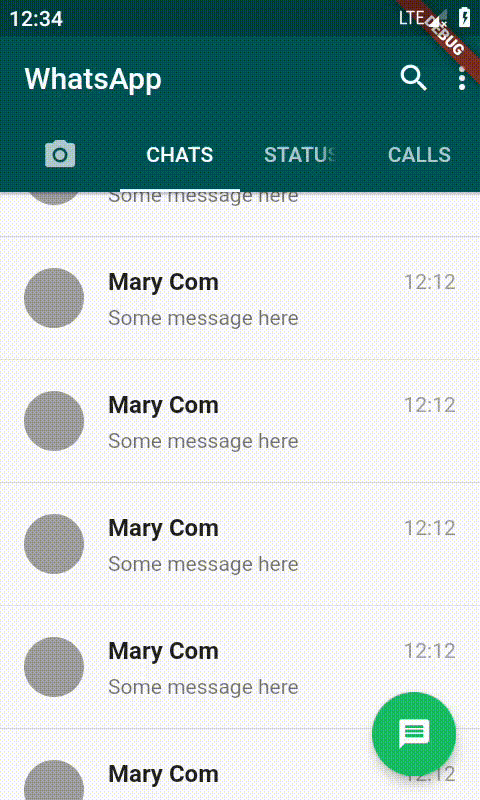 12:34 LTE
DEBUG
WhatsApp
CHATS STATUS CALLS
Some message here
Mary Com 12:12
Some message here
Mary Com 12:12
Some message here
Mary Com 12:12
Some message here
Mary Com 12:12
Some message here
Mary Com 12:12